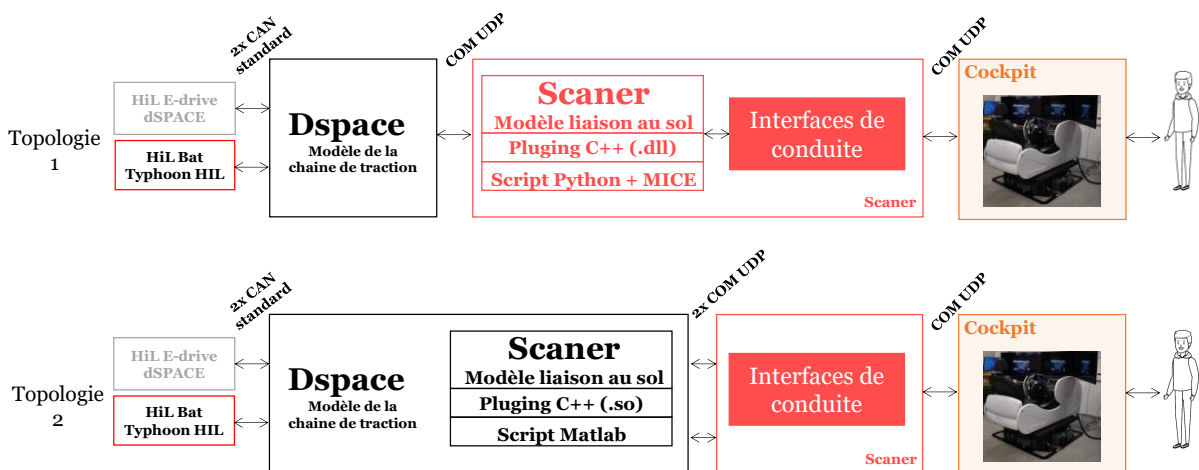 2x CAN
standard
COM UDP
COM UDP
Topologie
1
HiL E-drive
dSPACE
HiL Bat
Typhoon HIL
Dspace
Modèle de la
chaine de traction
Scaner
Modèle liaison au sol
Pluging C++ (.dll)
Script Python + MICE
Interfaces de
conduite
Scaner
Cockpit
2x CAN
standard
2x COM UDP
COM UDP
Topologie
2
HiL E-drive
dSPACE
HiL Bat
Typhoon HIL
Dspace
Modèle de la
chaine de traction
Scaner
Modèle liaison au sol
Pluging C++ (.so)
Script Matlab
Interfaces de
conduite
Scaner
Cockpit